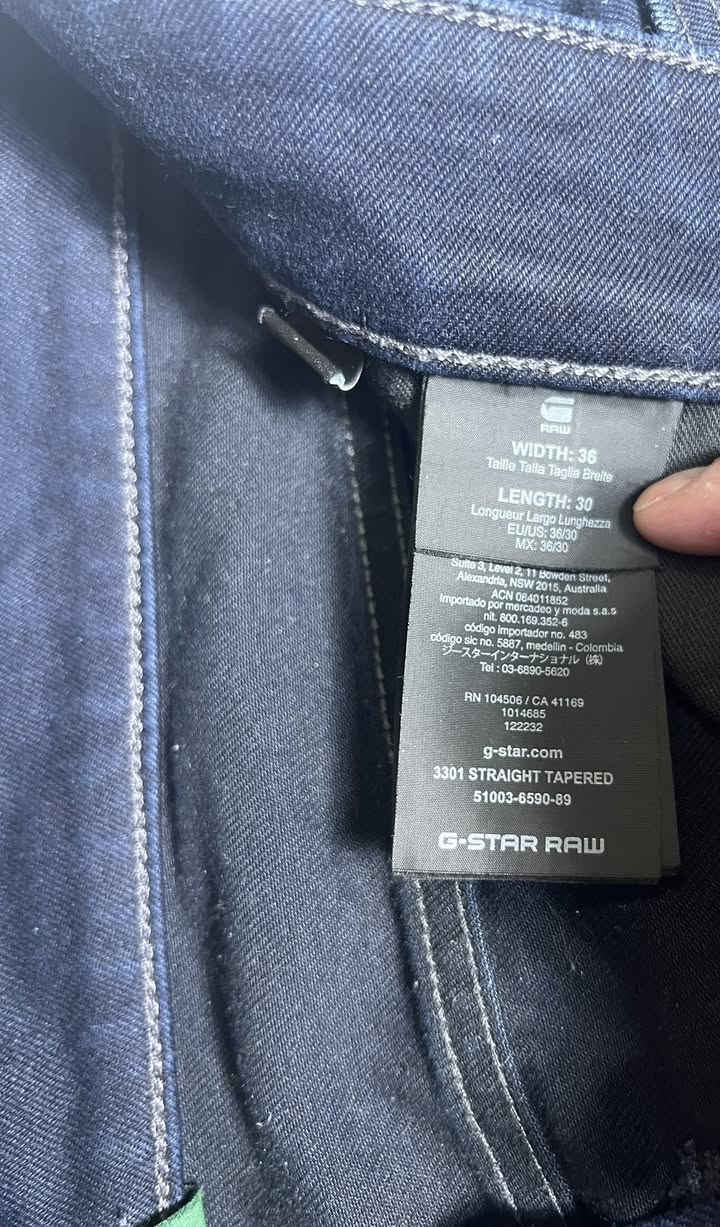 RAW
WIDTH: 36
Taille Talla Taglia Breite
LENGTH: 30
Longueur Largo Lunghezza
EU/US: 36/30
MX: 36/30
Suite 3, Level 2, 11 Bowden Street,
Alexandria, NSW 2015, Australia
ACN 064011852
Importado por mercadeo y moda s.a.s
nit. 800.169.352-6
código importador no. 483
código sic no. 5887, medellin - Colombia
ジースターインターナショナル（株）
Tel : 03-6890-5620
RN 104506 / CA 41169
1014685
122232
g-star.com
3301 STRAIGHT TAPERED
51003-6590-89
G-STAR RAW